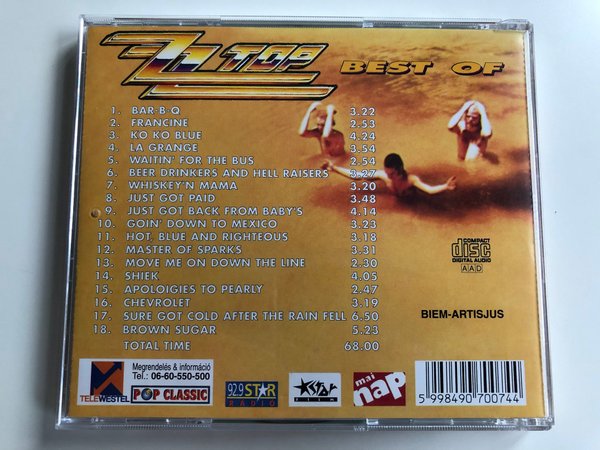 ZZ TOP BEST OF
1. BAR-B-Q 3.22
2. FRANCINE 2.53
3. KO KO BLUE 4.24
4. LA GRANGE 3.54
5. WAITIN' FOR THE BUS 2.54
6. BEER DRINKERS AND HELL RAISERS 3.27
7. WHISKEY'N MAMA 3.20
8. JUST GOT PAID 3.48
9. JUST GOT BACK FROM BABY'S 4.14
10. GOIN' DOWN TO MEXICO 3.23
11. HOT, BLUE AND RIGHTEOUS 3.18
12. MASTER OF SPARKS 3.31
13. MOVE ME ON DOWN THE LINE 2.30
14. SHIEK 4.05
15. APOLOIGIES TO PEARLY 2.47
16. CHEVROLET 3.19
17. SURE GOT COLD AFTER THE RAIN FELL 6.50
18. BROWN SUGAR 5.23
TOTAL TIME 68.00
COMPACT
disc
DIGITAL AUDIO
AAD
BIEM-ARTISJUS
TELEWESTEL
Megrendelés & információ
Tel.: 06-60-550-500
POP CLASSIC
92.9 STAR
RADIO
Star
FILM
mai
nap
5 998490 700744